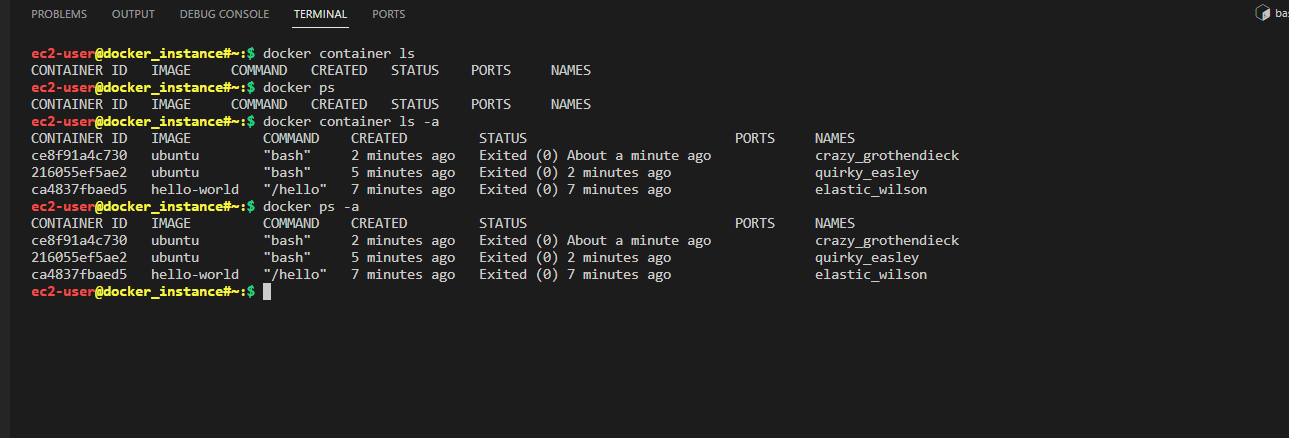 PROBLEMS OUTPUT DEBUG CONSOLE TERMINAL PORTS bas
ec2-user@docker_instance#~:$ docker container ls
CONTAINER ID   IMAGE     COMMAND   CREATED   STATUS    PORTS     NAMES
ec2-user@docker_instance#~:$ docker ps
CONTAINER ID   IMAGE     COMMAND   CREATED   STATUS    PORTS     NAMES
ec2-user@docker_instance#~:$ docker container ls -a
CONTAINER ID   IMAGE         COMMAND    CREATED         STATUS                          PORTS     NAMES
ce8f91a4c730   ubuntu        "bash"     2 minutes ago   Exited (0) About a minute ago             crazy_grothendieck
216055ef5ae2   ubuntu        "bash"     5 minutes ago   Exited (0) 2 minutes ago                  quirky_easley
ca4837fbaed5   hello-world   "/hello"   7 minutes ago   Exited (0) 7 minutes ago                  elastic_wilson
ec2-user@docker_instance#~:$ docker ps -a
CONTAINER ID   IMAGE         COMMAND    CREATED         STATUS                          PORTS     NAMES
ce8f91a4c730   ubuntu        "bash"     2 minutes ago   Exited (0) About a minute ago             crazy_grothendieck
216055ef5ae2   ubuntu        "bash"     5 minutes ago   Exited (0) 2 minutes ago                  quirky_easley
ca4837fbaed5   hello-world   "/hello"   7 minutes ago   Exited (0) 7 minutes ago                  elastic_wilson
ec2-user@docker_instance#~:$